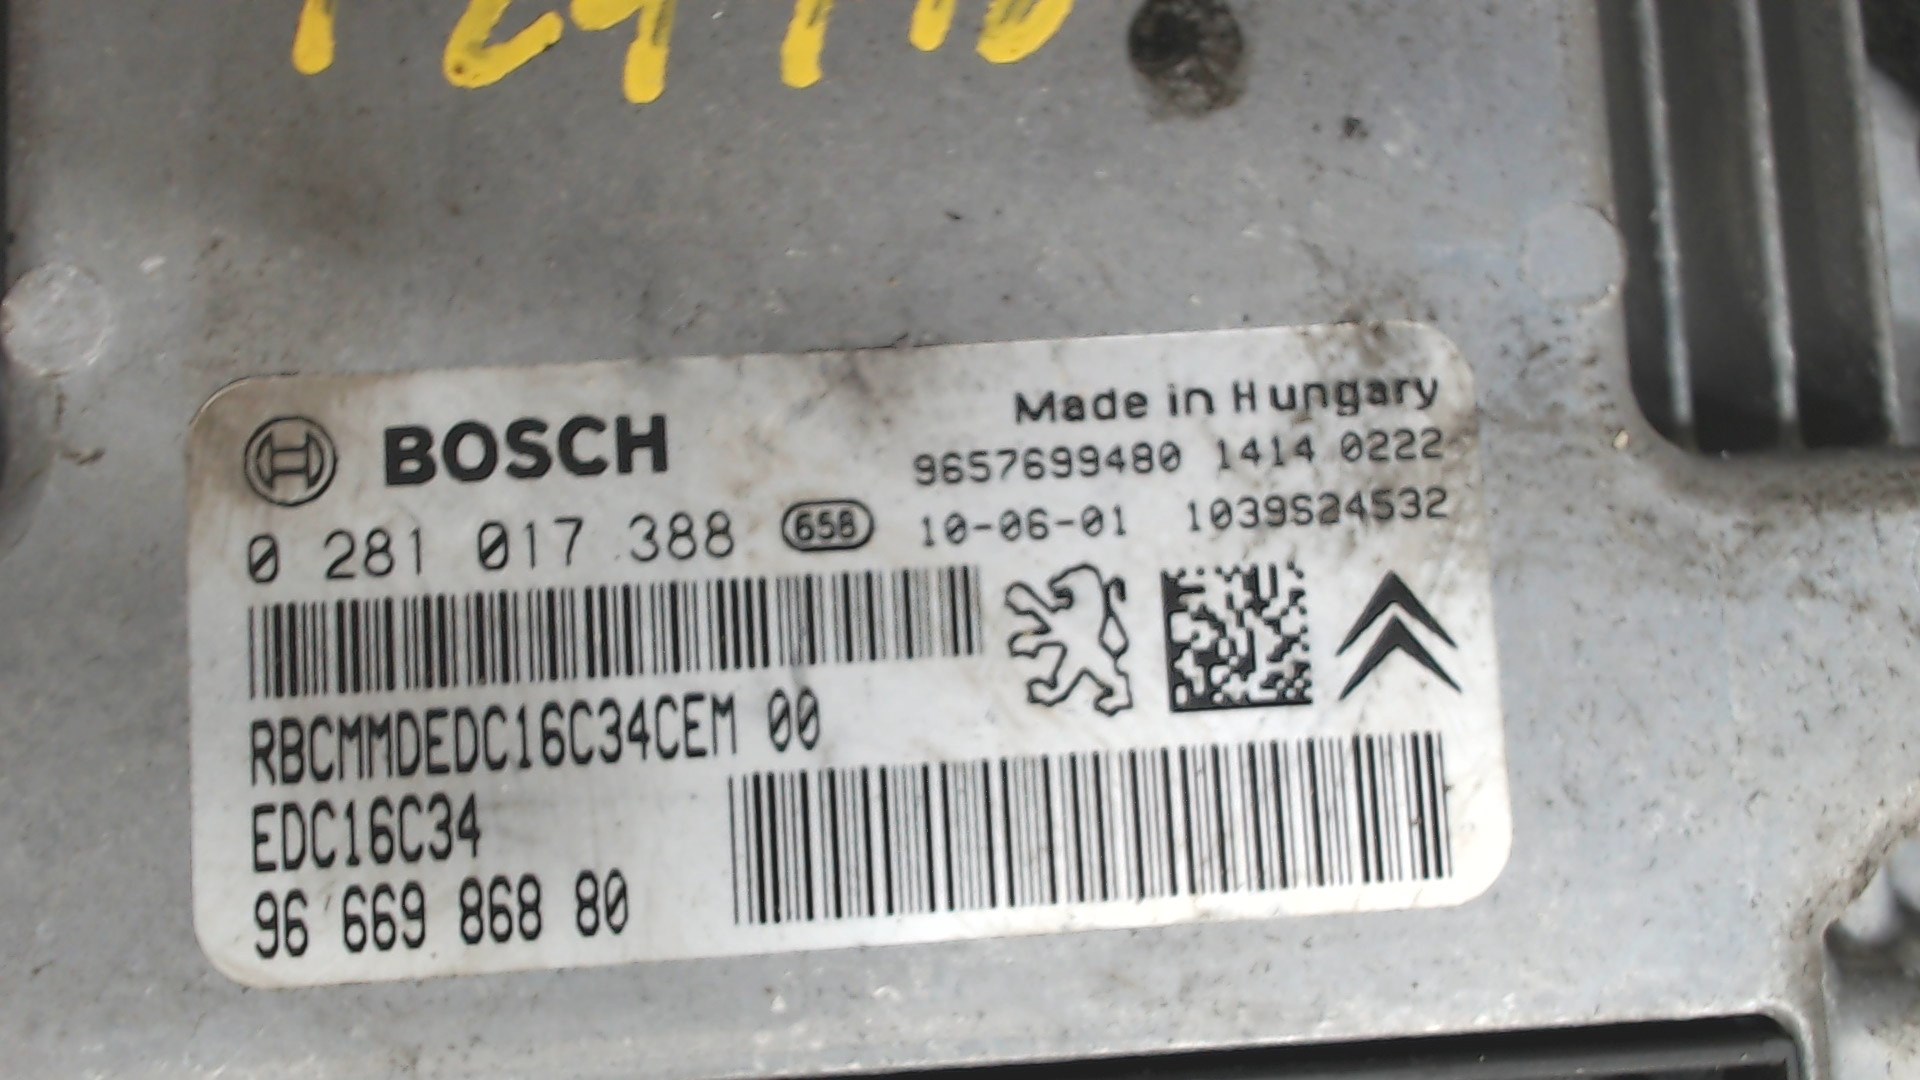 BOSCH
Made in Hungary
9657699480 1414 0222
0 281 017 388 658 10-06-01 1039S24532
RBCMMDEDC16C34CEM 00
EDC16C34
96 669 868 80